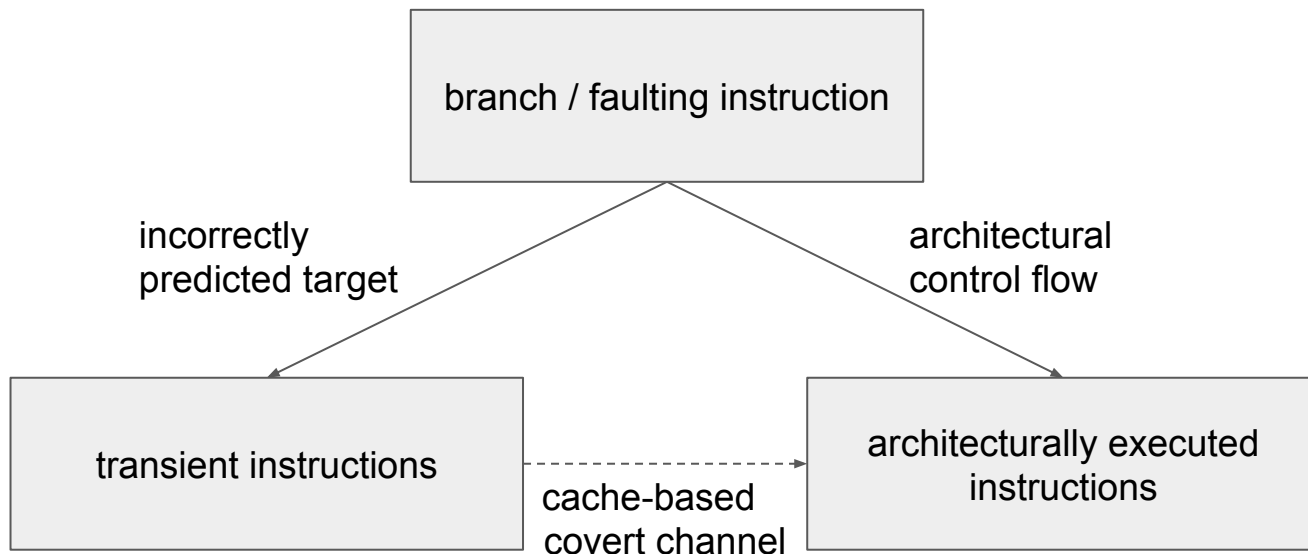 branch / faulting instruction
incorrectly
predicted target
architectural
control flow
transient instructions
cache-based
covert channel
architecturally executed
instructions